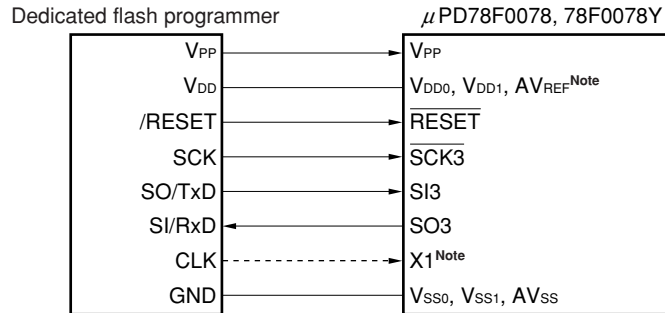 Dedicated flash programmer μPD78F0078, 78F0078Y
VPP VPP
VDD VDD0, VDD1, AVREFNote
/RESET RESET
SCK SCK3
SO/TxD SI3
SI/RxD SO3
CLK X1Note
GND VSS0, VSS1, AVSS